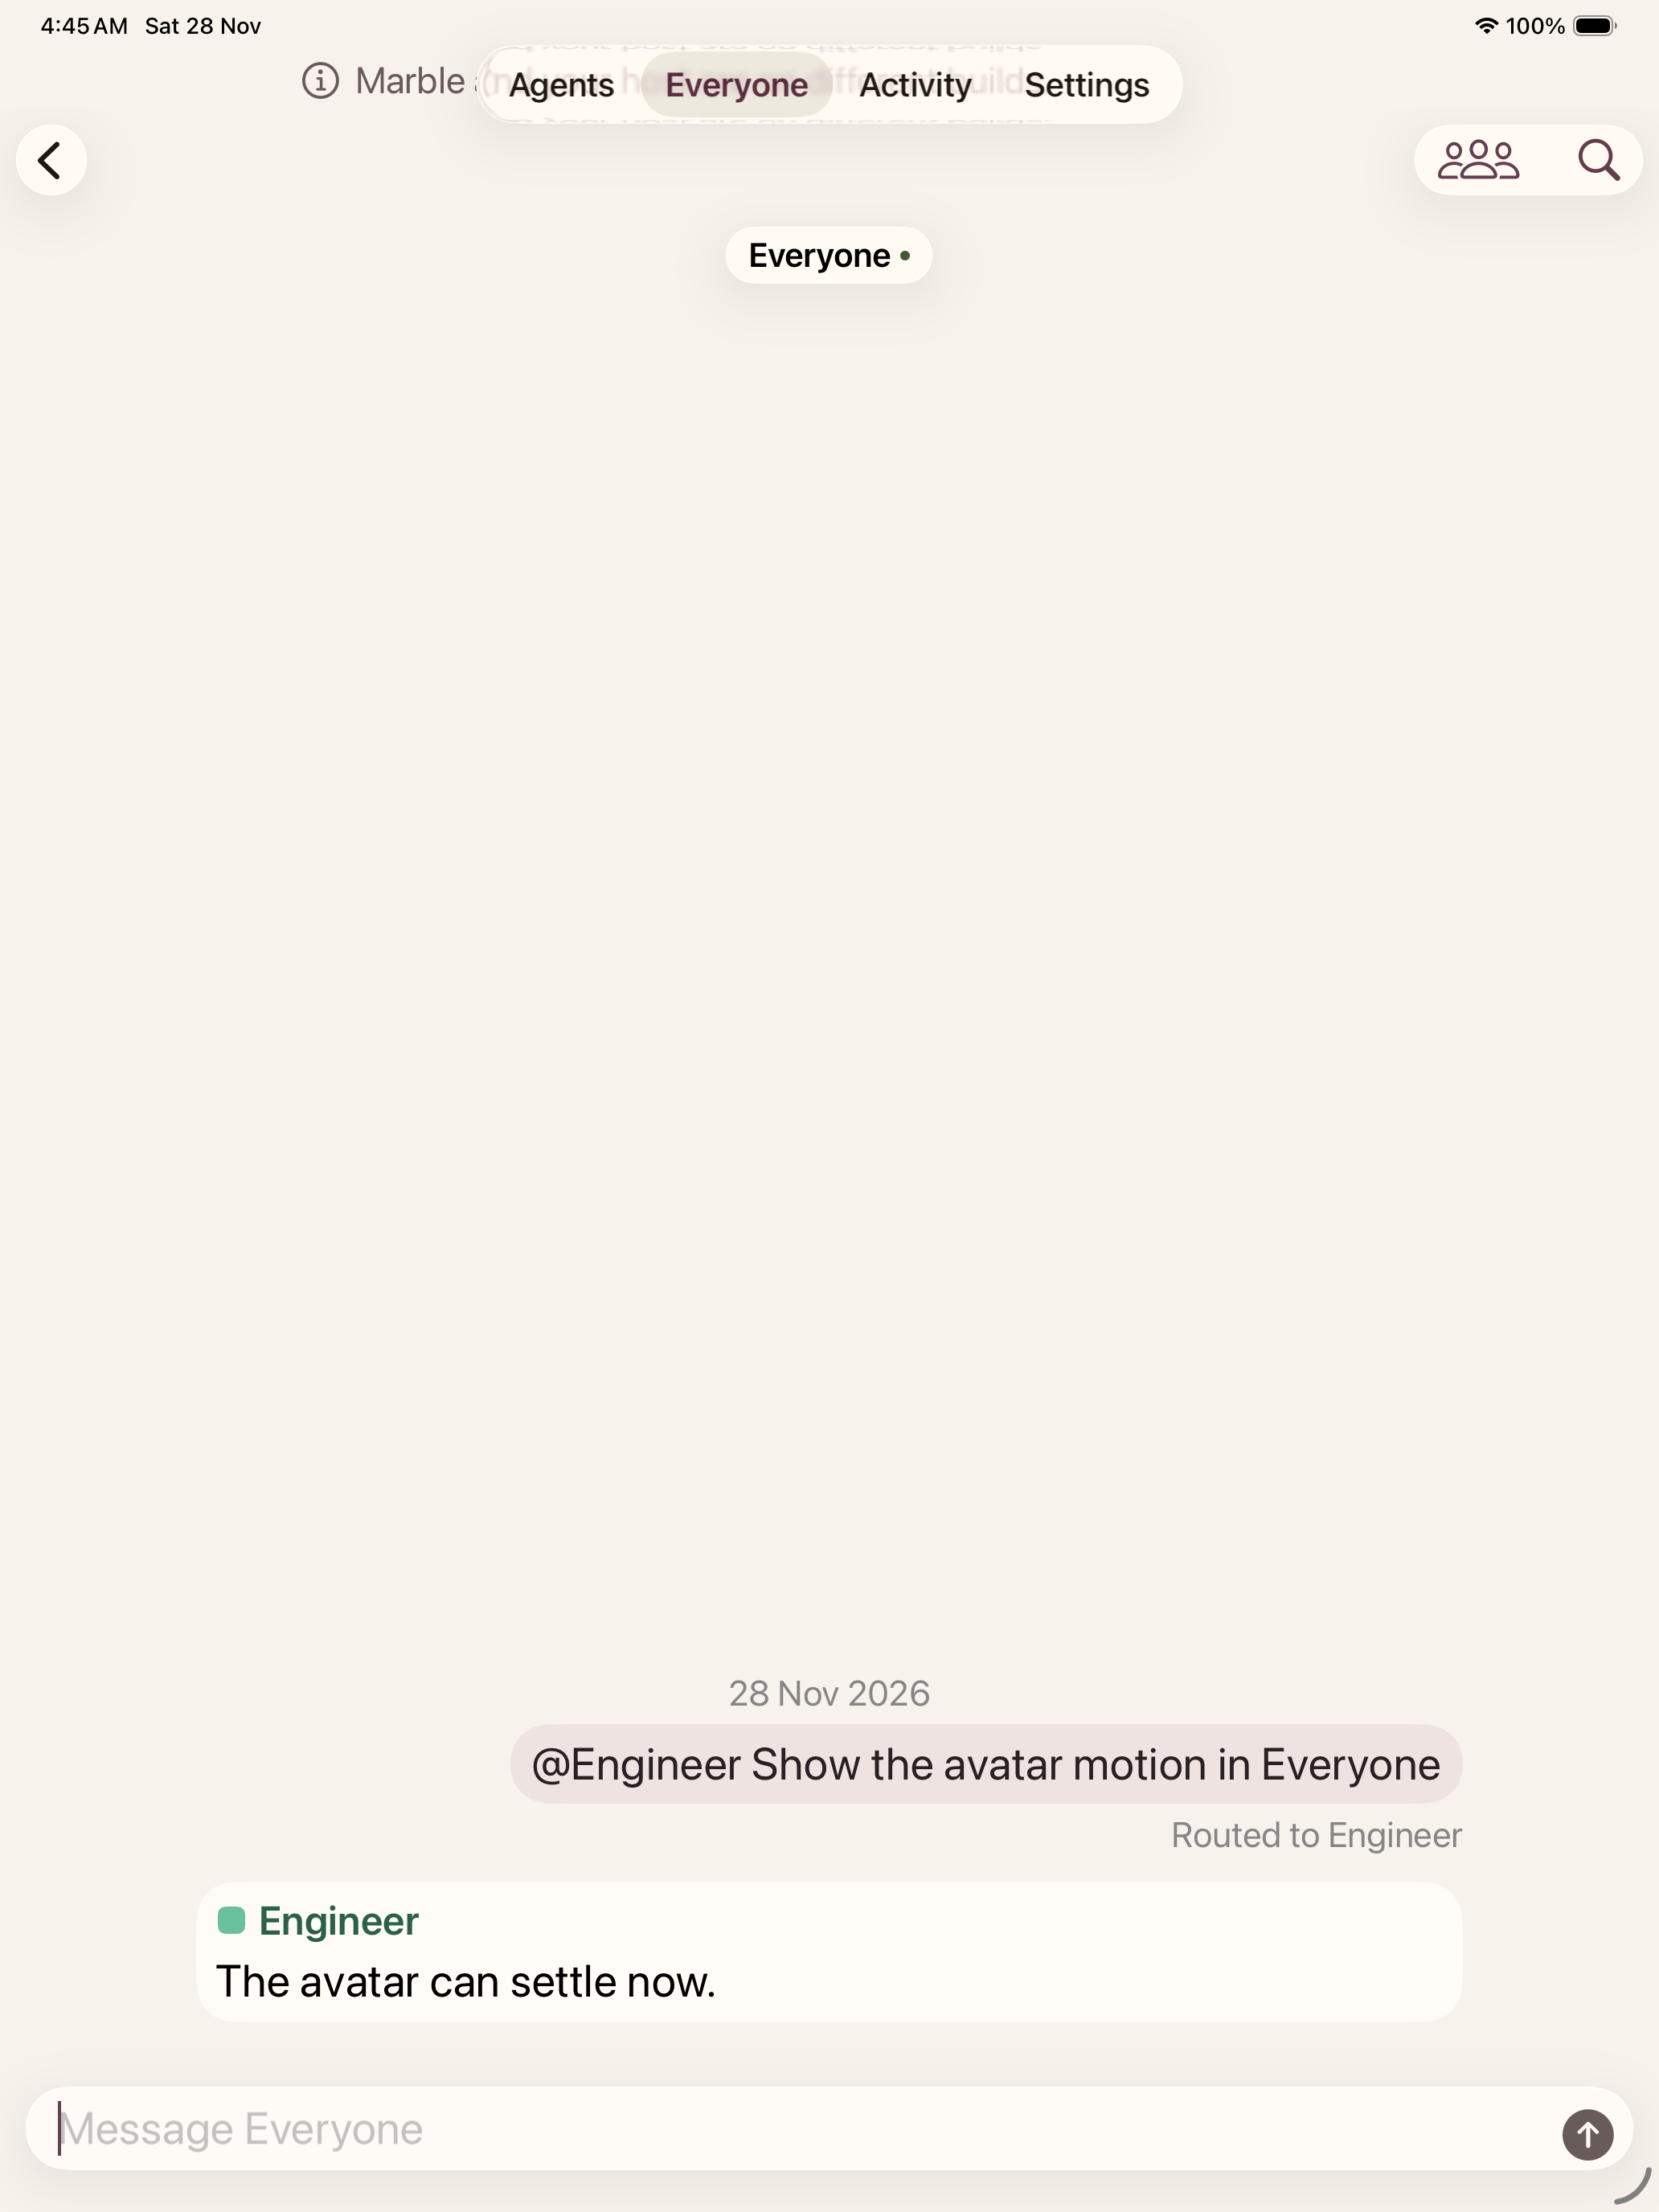 4:45 AM Sat 28 Nov
100%
Marble
Agents Everyone Activity Settings
Everyone
28 Nov 2026
@Engineer Show the avatar motion in Everyone
Routed to Engineer
Engineer
The avatar can settle now.
Message Everyone